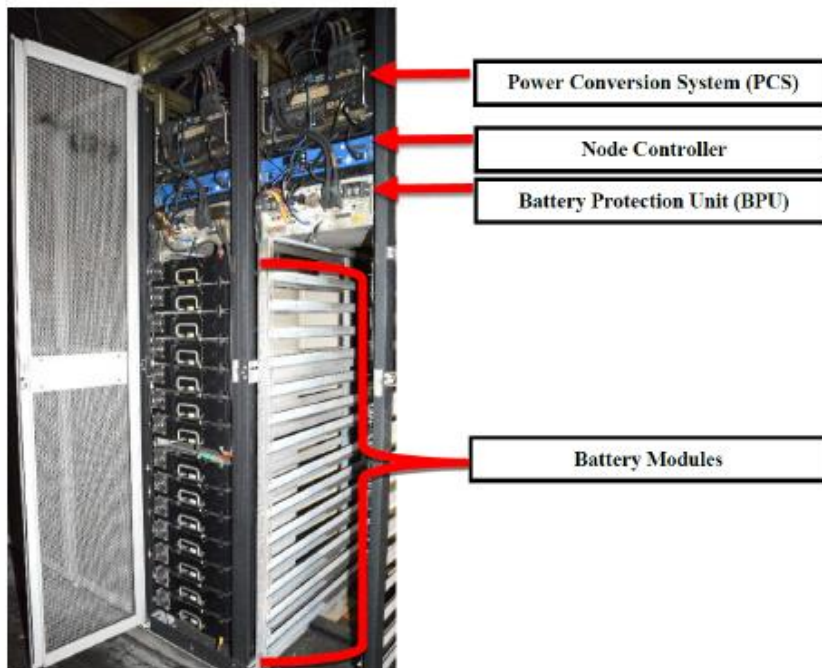 Power Conversion System (PCS)
Node Controller
Battery Protection Unit (BPU)
Battery Modules